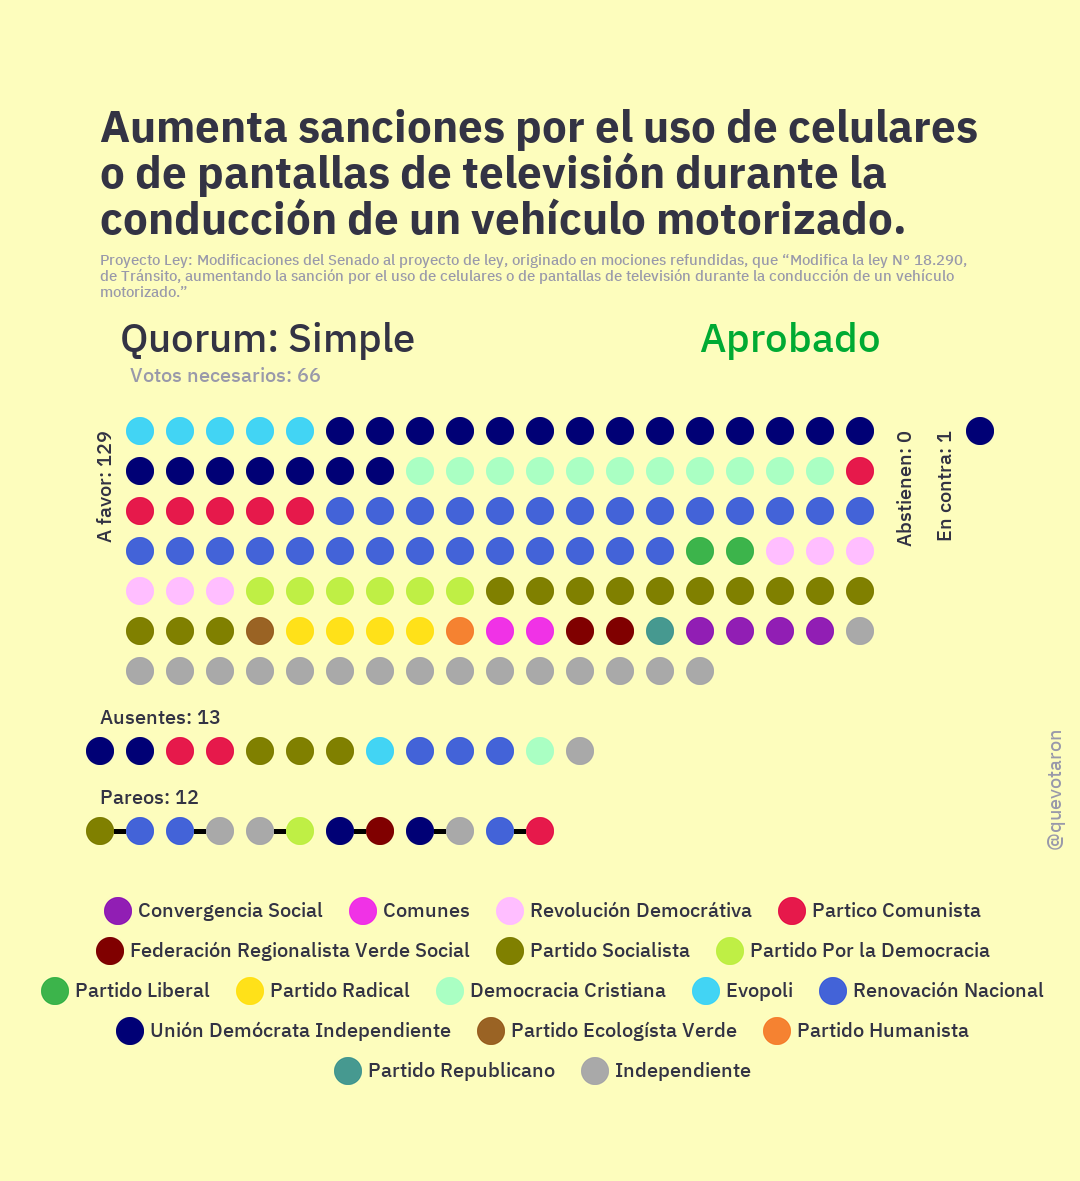 Aumenta sanciones por el uso de celulares
o de pantallas de televisión durante la
conducción de un vehículo motorizado.
Proyecto Ley: Modificaciones del Senado al proyecto de ley, originado en mociones refundidas, que “Modifica la ley N° 18.290,
de Tránsito, aumentando la sanción por el uso de celulares o de pantallas de televisión durante la conducción de un vehículo
motorizado.”
Quorum: Simple
Aprobado
Votos necesarios: 66
A favor: 129
Abstienen: 0
En contra: 1
Ausentes: 13
Pareos: 12
@quevotaron
Convergencia Social Comunes Revolución Democrátiva Partico Comunista
Federación Regionalista Verde Social Partido Socialista Partido Por la Democracia
Partido Liberal Partido Radical Democracia Cristiana Evopoli Renovación Nacional
Unión Demócrata Independiente Partido Ecologísta Verde Partido Humanista
Partido Republicano Independiente